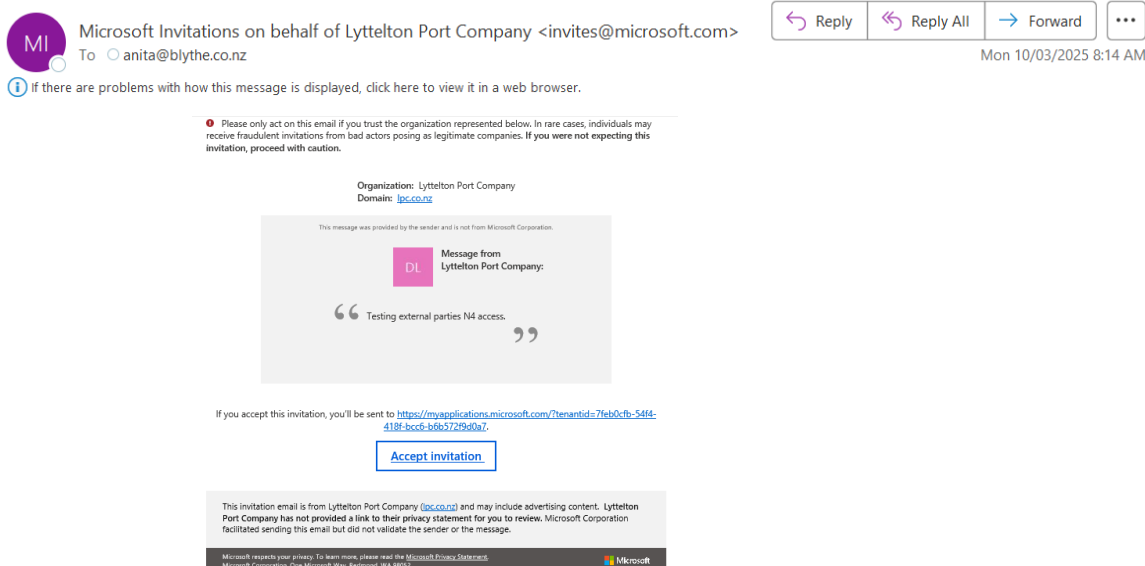 Reply
Reply All
Forward
MI
Microsoft Invitations on behalf of Lyttelton Port Company <invites@microsoft.com>
To anita@blythe.co.nz
Mon 10/03/2025 8:14 AM
If there are problems with how this message is displayed, click here to view it in a web browser.
Please only act on this email if you trust the organization represented below. In rare cases, individuals may
receive fraudulent invitations from bad actors posing as legitimate companies. If you were not expecting this
invitation, proceed with caution.
Organization: Lyttelton Port Company
Domain: lpc.co.nz
This message was provided by the sender and is not from Microsoft Corporation.
DL
Message from
Lyttelton Port Company:
“ Testing external parties N4 access. ”
If you accept this invitation, you'll be sent to https://myapplications.microsoft.com/?tenantid=7feb0cfb-54f4-
418f-bcc6-b6b572f9d0a7.
Accept invitation
This invitation email is from Lyttelton Port Company (lpc.co.nz) and may include advertising content. Lyttelton
Port Company has not provided a link to their privacy statement for you to review. Microsoft Corporation
facilitated sending this email but did not validate the sender or the message.
Microsoft respects your privacy. To learn more, please read the Microsoft Privacy Statement.
Microsoft Corporation, One Microsoft Way, Redmond, WA 98052
Microsoft